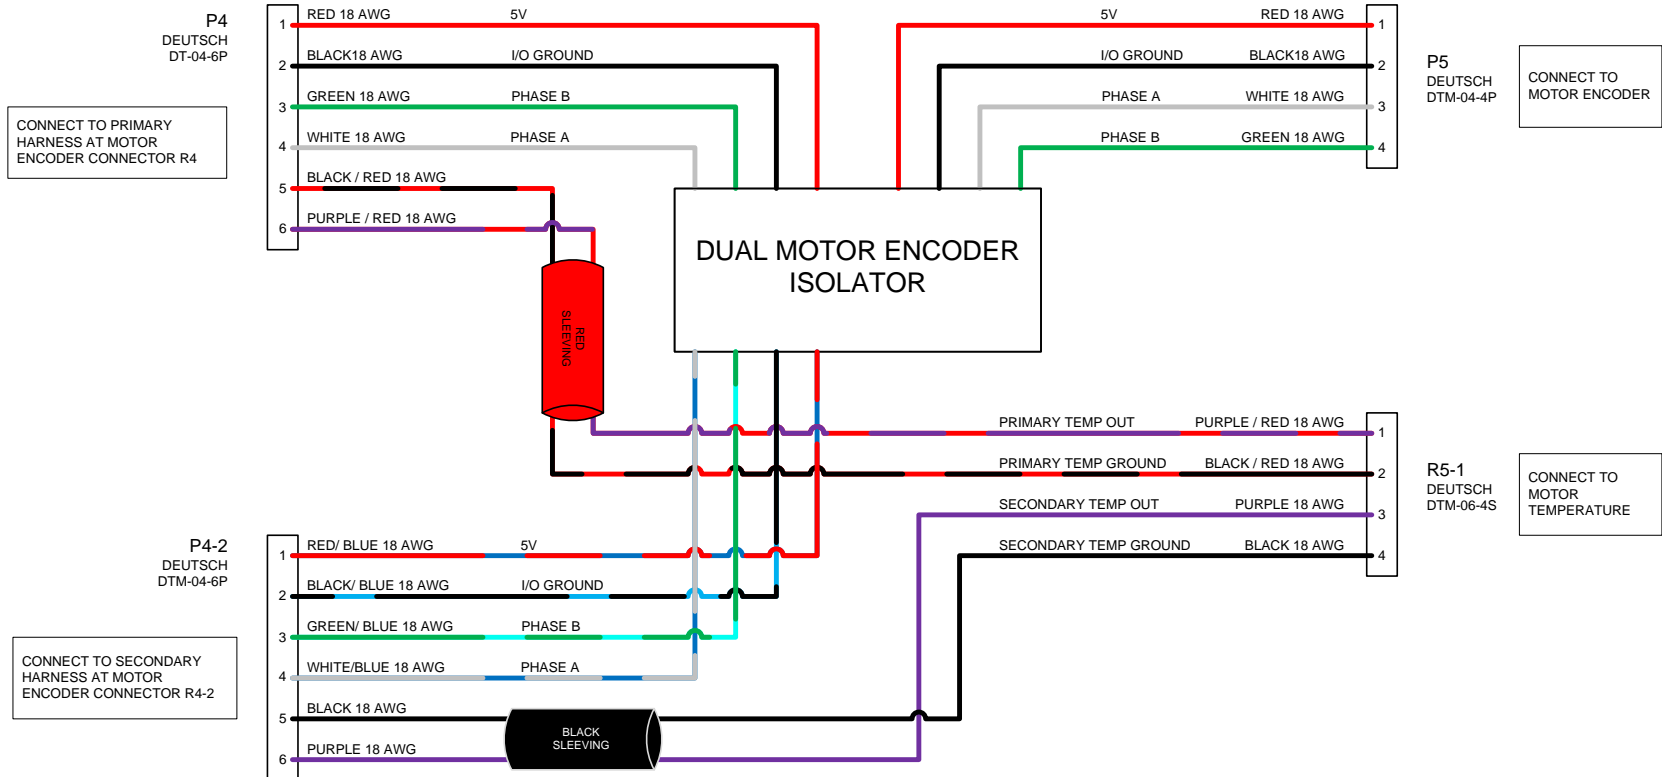 P4
DEUTSCH
DT-04-6P
CONNECT TO PRIMARY
HARNESS AT MOTOR
ENCODER CONNECTOR R4
1 RED 18 AWG 5V
2 BLACK18 AWG I/O GROUND
3 GREEN 18 AWG PHASE B
4 WHITE 18 AWG PHASE A
5 BLACK / RED 18 AWG
6 PURPLE / RED 18 AWG
5V RED 18 AWG 1
I/O GROUND BLACK18 AWG 2
PHASE A WHITE 18 AWG 3
PHASE B GREEN 18 AWG 4
P5
DEUTSCH
DTM-04-4P
CONNECT TO
MOTOR ENCODER
DUAL MOTOR ENCODER
ISOLATOR
RED
SLEEVING
PRIMARY TEMP OUT PURPLE / RED 18 AWG 1
PRIMARY TEMP GROUND BLACK / RED 18 AWG 2
SECONDARY TEMP OUT PURPLE 18 AWG 3
SECONDARY TEMP GROUND BLACK 18 AWG 4
R5-1
DEUTSCH
DTM-06-4S
CONNECT TO
MOTOR
TEMPERATURE
P4-2
DEUTSCH
DTM-04-6P
CONNECT TO SECONDARY
HARNESS AT MOTOR
ENCODER CONNECTOR R4-2
1 RED/ BLUE 18 AWG 5V
2 BLACK/ BLUE 18 AWG I/O GROUND
3 GREEN/ BLUE 18 AWG PHASE B
4 WHITE/BLUE 18 AWG PHASE A
5 BLACK 18 AWG
6 PURPLE 18 AWG
BLACK
SLEEVING